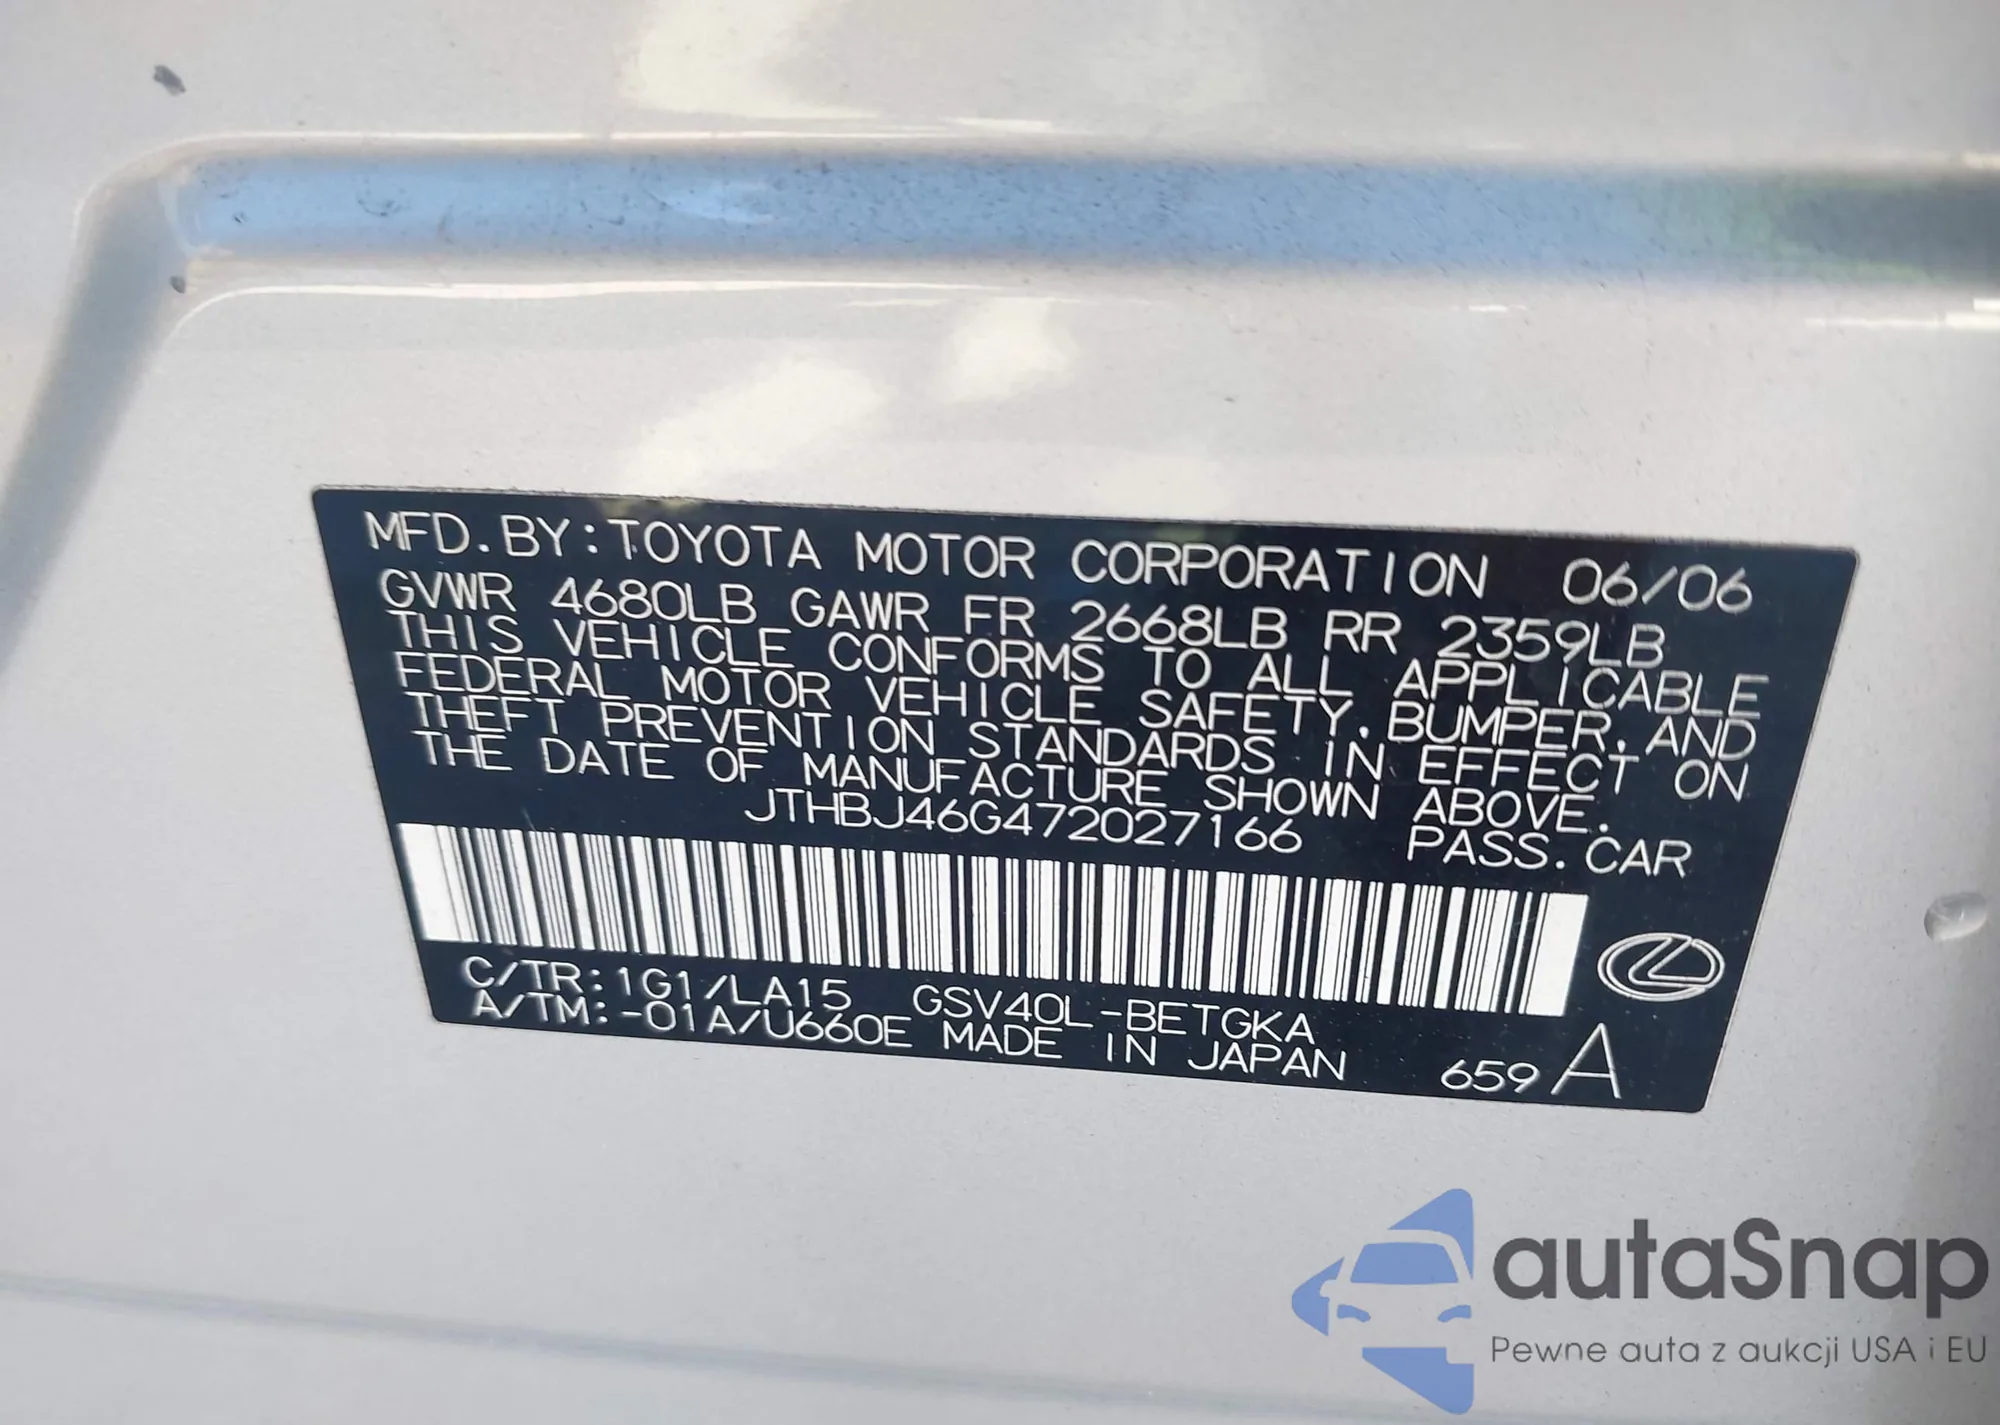 MFD. BY: TOYOTA MOTOR CORPORATION 06/06
GVWR 4680LB GAWR FR 2668LB RR 2359LB
THIS VEHICLE CONFORMS TO ALL APPLICABLE
FEDERAL MOTOR VEHICLE SAFETY, BUMPER, AND
THEFT PREVENTION STANDARDS IN EFFECT ON
THE DATE OF MANUFACTURE SHOWN ABOVE.
JTHBJ46G472027166 PASS. CAR
C/TR: 1G1/LA15 GSV40L-BETGKA
A/TM: -01A/U660E MADE IN JAPAN 659 A
autaSnap
Pewne auta z aukcji USA i EU